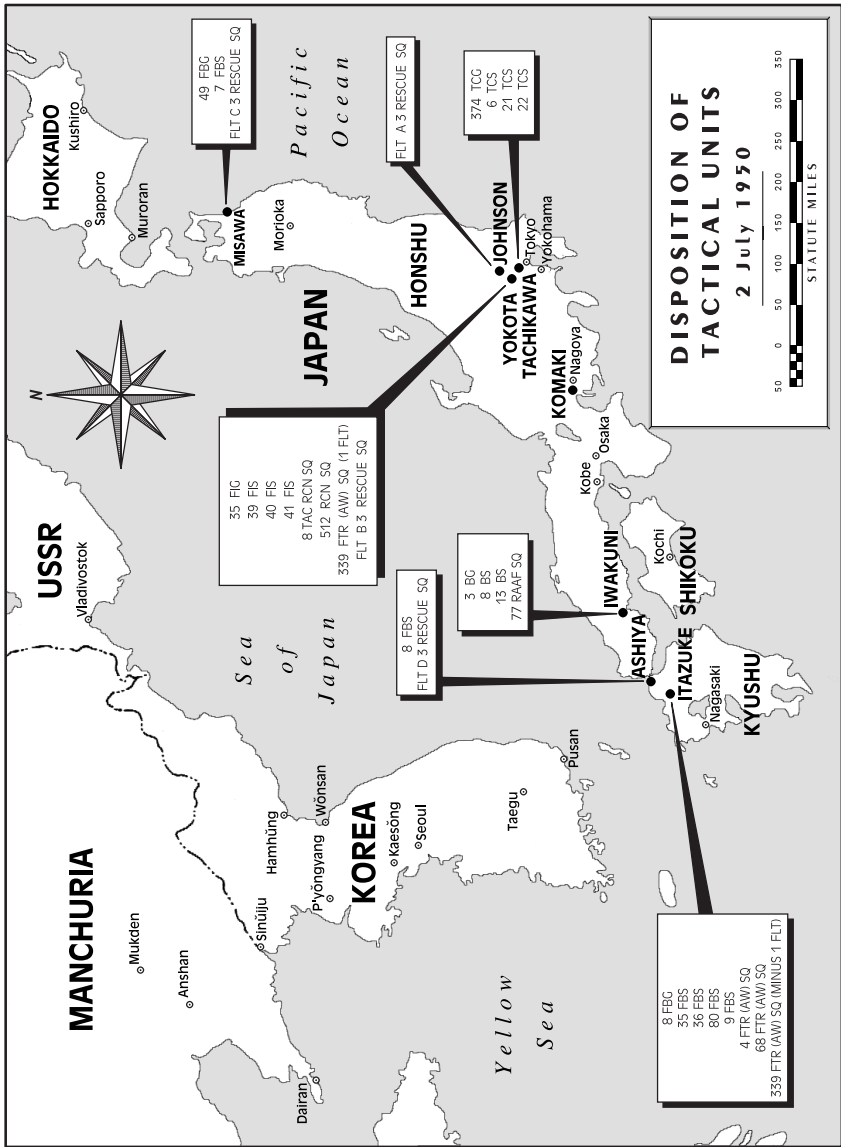 DISPOSITION OF
TACTICAL UNITS
2 July 1950
50 0 50 100 150 200 250 300 350
STATUTE MILES
MANCHURIA
Mukden
Anshan
Dairan
Sinŭiju
USSR
Vladivostok
N
HOKKAIDO
Sapporo
Kushiro
Muroran
49 FBG
7 FBS
FLT C 3 RESCUE SQ
MISAWA
Morioka
Pacific
Ocean
35 FIG
39 FIS
40 FIS
41 FIS
8 TAC RCN SQ
512 RCN SQ
339 FTR (AW) SQ (1 FLT)
FLT B 3 RESCUE SQ
JAPAN
HONSHU
FLT A 3 RESCUE SQ
374 TCG
6 TCS
21 TCS
22 TCS
JOHNSON
YOKOTA
TACHIKAWA
Tokyo
Yokohama
KOMAKI
Nagoya
Kobe
Osaka
Sea
of
Japan
Hamhŭng
Wŏnsan
P'yŏngyang
KOREA
Kaesŏng
Seoul
Taegu
Pusan
8 FBS
FLT D 3 RESCUE SQ
3 BG
8 BS
13 BS
77 RAAF SQ
IWAKUNI
ASHIYA
ITAZUKE
SHIKOKU
Kochi
KYUSHU
Nagasaki
Yellow
Sea
8 FBG
35 FBS
36 FBS
80 FBS
9 FBS
4 FTR (AW) SQ
68 FTR (AW) SQ
339 FTR (AW) SQ (MINUS 1 FLT)